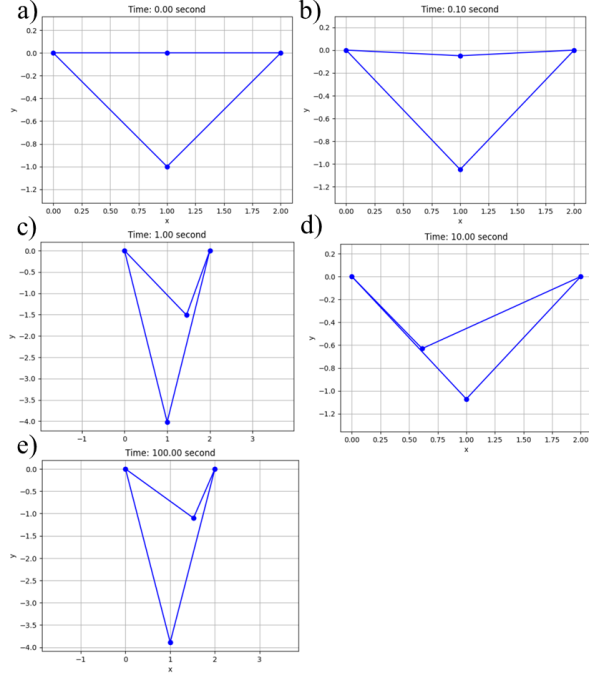 a)
Time: 0.00 second
y
0.2
0.0
−0.2
−0.4
−0.6
−0.8
−1.0
−1.2
0.00 0.25 0.50 0.75 1.00 1.25 1.50 1.75 2.00
x
b)
Time: 0.10 second
y
0.2
0.0
−0.2
−0.4
−0.6
−0.8
−1.0
−1.2
0.00 0.25 0.50 0.75 1.00 1.25 1.50 1.75 2.00
x
c)
Time: 1.00 second
y
0.0
−0.5
−1.0
−1.5
−2.0
−2.5
−3.0
−3.5
−4.0
−1 0 1 2 3
x
d)
Time: 10.00 second
y
0.2
0.0
−0.2
−0.4
−0.6
−0.8
−1.0
−1.2
0.00 0.25 0.50 0.75 1.00 1.25 1.50 1.75 2.00
x
e)
Time: 100.00 second
y
0.0
−0.5
−1.0
−1.5
−2.0
−2.5
−3.0
−3.5
−4.0
−1 0 1 2 3
x